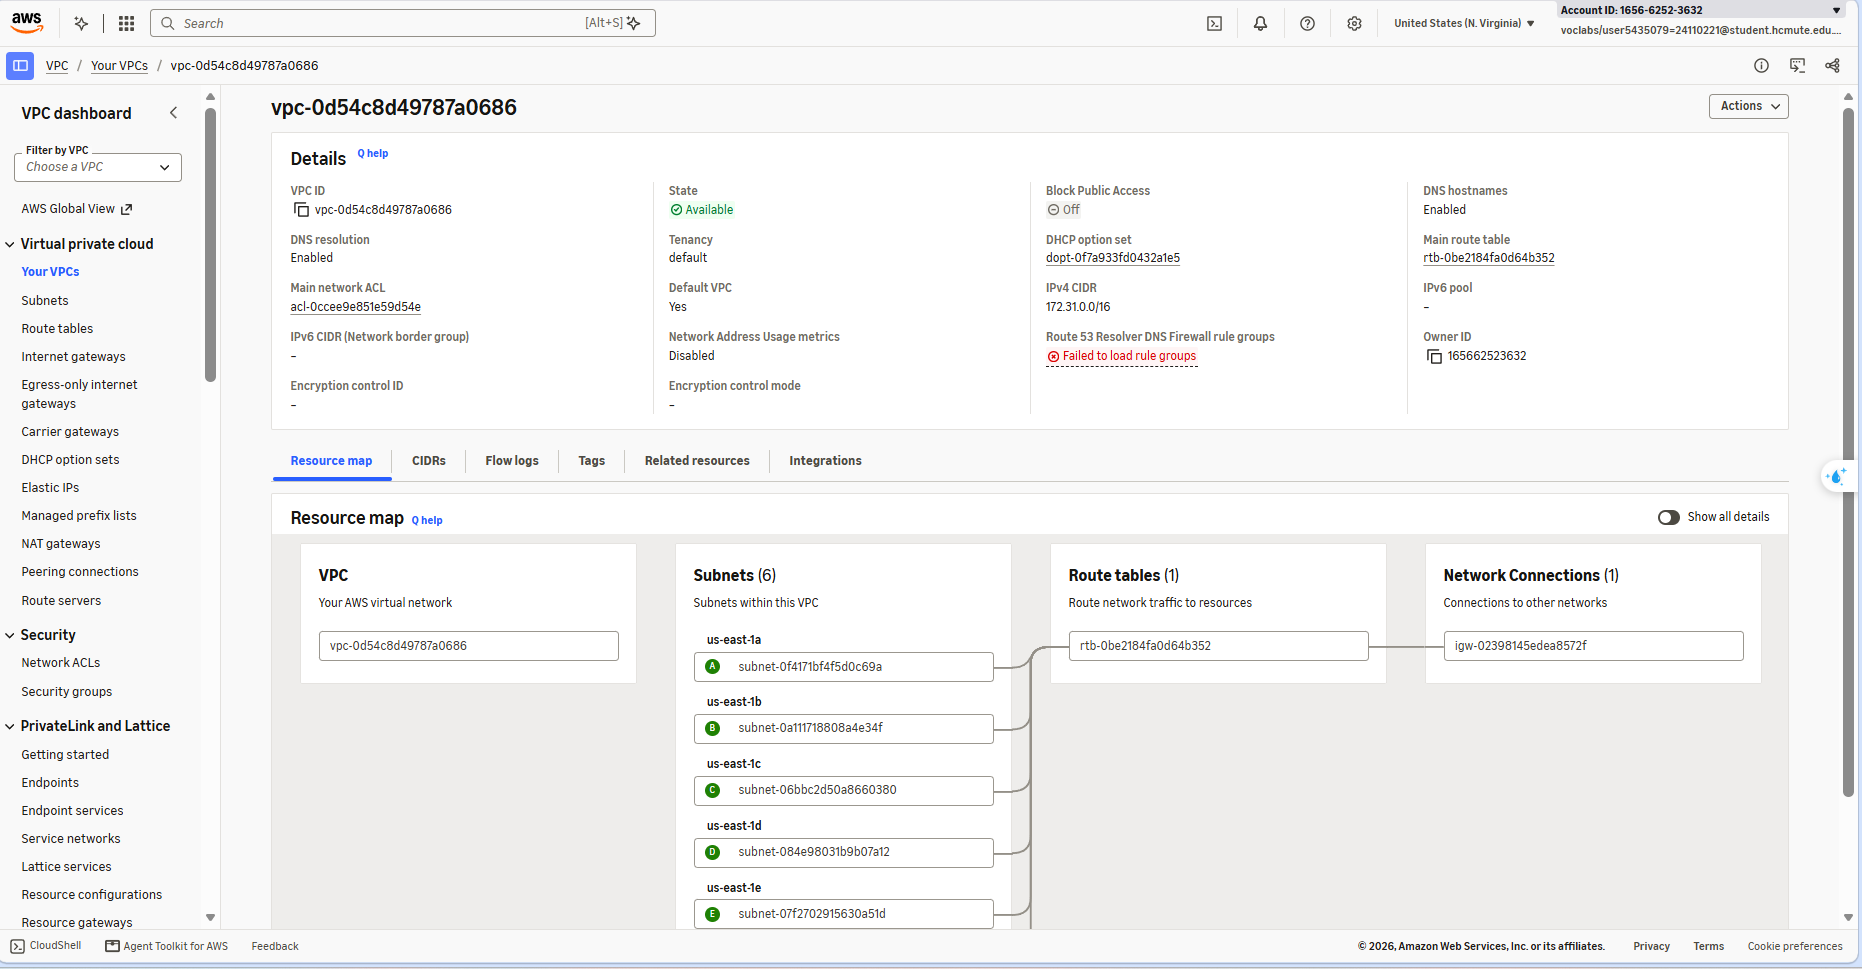 aws
Search
[Alt+S]
United States (N. Virginia)
Account ID: 1656-6252-3632
voclabs/user5435079=24110221@student.hcmute.edu....
VPC / Your VPCs / vpc-0d54c8d49787a0686
VPC dashboard
Filter by VPC
Choose a VPC
AWS Global View
Virtual private cloud
Your VPCs
Subnets
Route tables
Internet gateways
Egress-only internet
gateways
Carrier gateways
DHCP option sets
Elastic IPs
Managed prefix lists
NAT gateways
Peering connections
Route servers
Security
Network ACLs
Security groups
PrivateLink and Lattice
Getting started
Endpoints
Endpoint services
Service networks
Lattice services
Resource configurations
Resource gateways
vpc-0d54c8d49787a0686
Actions
Details
Q help
VPC ID
vpc-0d54c8d49787a0686
State
Available
Block Public Access
Off
DNS hostnames
Enabled
DNS resolution
Enabled
Tenancy
default
DHCP option set
dopt-0f7a933fd0432a1e5
Main route table
rtb-0be2184fa0d64b352
Main network ACL
acl-0ccee9e851e59d54e
Default VPC
Yes
IPv4 CIDR
172.31.0.0/16
IPv6 pool
–
IPv6 CIDR (Network border group)
–
Network Address Usage metrics
Disabled
Route 53 Resolver DNS Firewall rule groups
Failed to load rule groups
Owner ID
165662523632
Encryption control ID
–
Encryption control mode
–
Resource map
CIDRs
Flow logs
Tags
Related resources
Integrations
Resource map
Q help
Show all details
VPC
Your AWS virtual network
vpc-0d54c8d49787a0686
Subnets (6)
Subnets within this VPC
us-east-1a
A subnet-0f4171bf4f5d0c69a
us-east-1b
B subnet-0a111718808a4e34f
us-east-1c
C subnet-06bbc2d50a8660380
us-east-1d
D subnet-084e98031b9b07a12
us-east-1e
E subnet-07f2702915630a51d
Route tables (1)
Route network traffic to resources
rtb-0be2184fa0d64b352
Network Connections (1)
Connections to other networks
igw-02398145edea8572f
CloudShell
Agent Toolkit for AWS
Feedback
© 2026, Amazon Web Services, Inc. or its affiliates.
Privacy
Terms
Cookie preferences